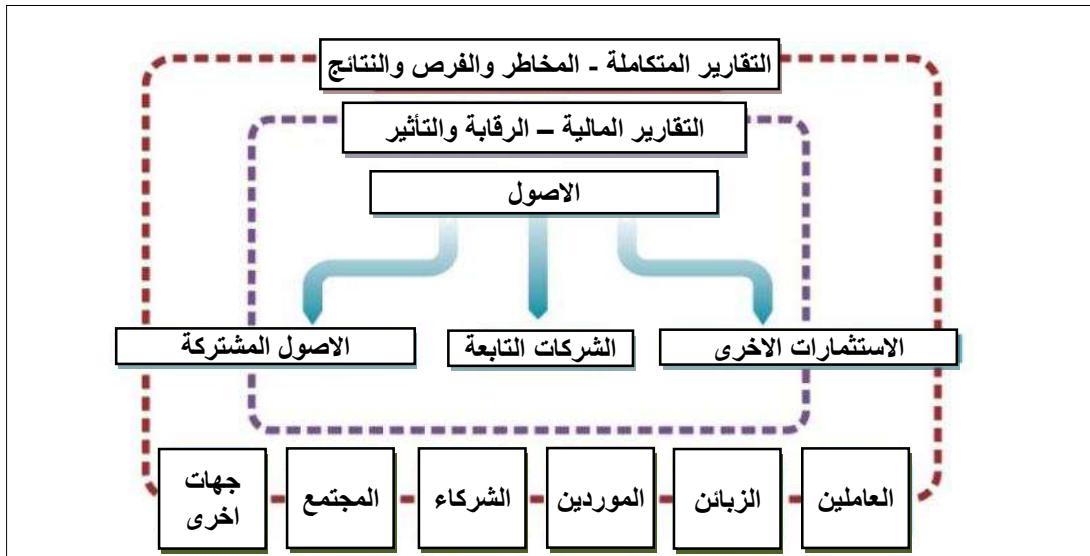 التقارير المتكاملة - المخاطر والفرص والنتائج
التقارير المالية – الرقابة والتأثير
الاصول
الاستثمارات الاخرى
الشركات التابعة
الاصول المشتركة
العاملين
الزبائن
الموردين
الشركاء
المجتمع
جهات
اخرى